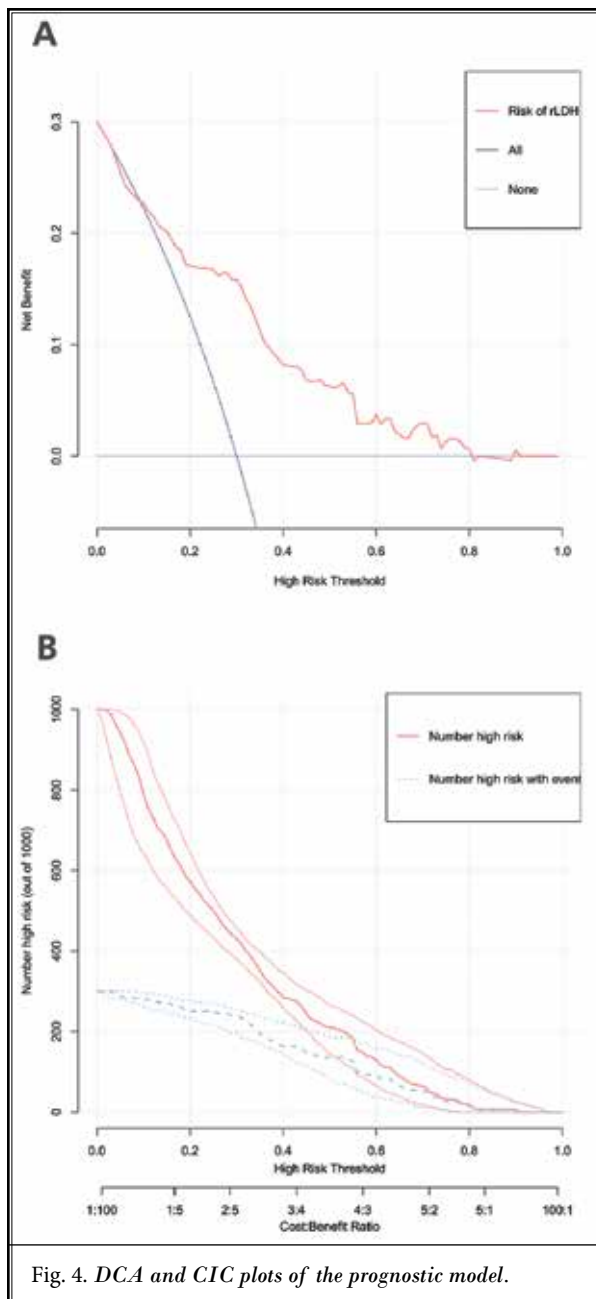 A
Risk of rLDH
All
None
0.3
0.2
0.1
0.0
Net Benefit
0.0 0.2 0.4 0.6 0.8 1.0
High Risk Threshold
B
Number high risk
Number high risk with even
1000
800
600
400
200
0
Number high risk (out of 1000)
0.0 0.2 0.4 0.6 0.8 1.0
High Risk Threshold
1:100 1:5 2:5 3:4 4:3 5:2 5:1 100:1
Cost:Benefit Ratio
Fig. 4. DCA and CIC plots of the prognostic model.